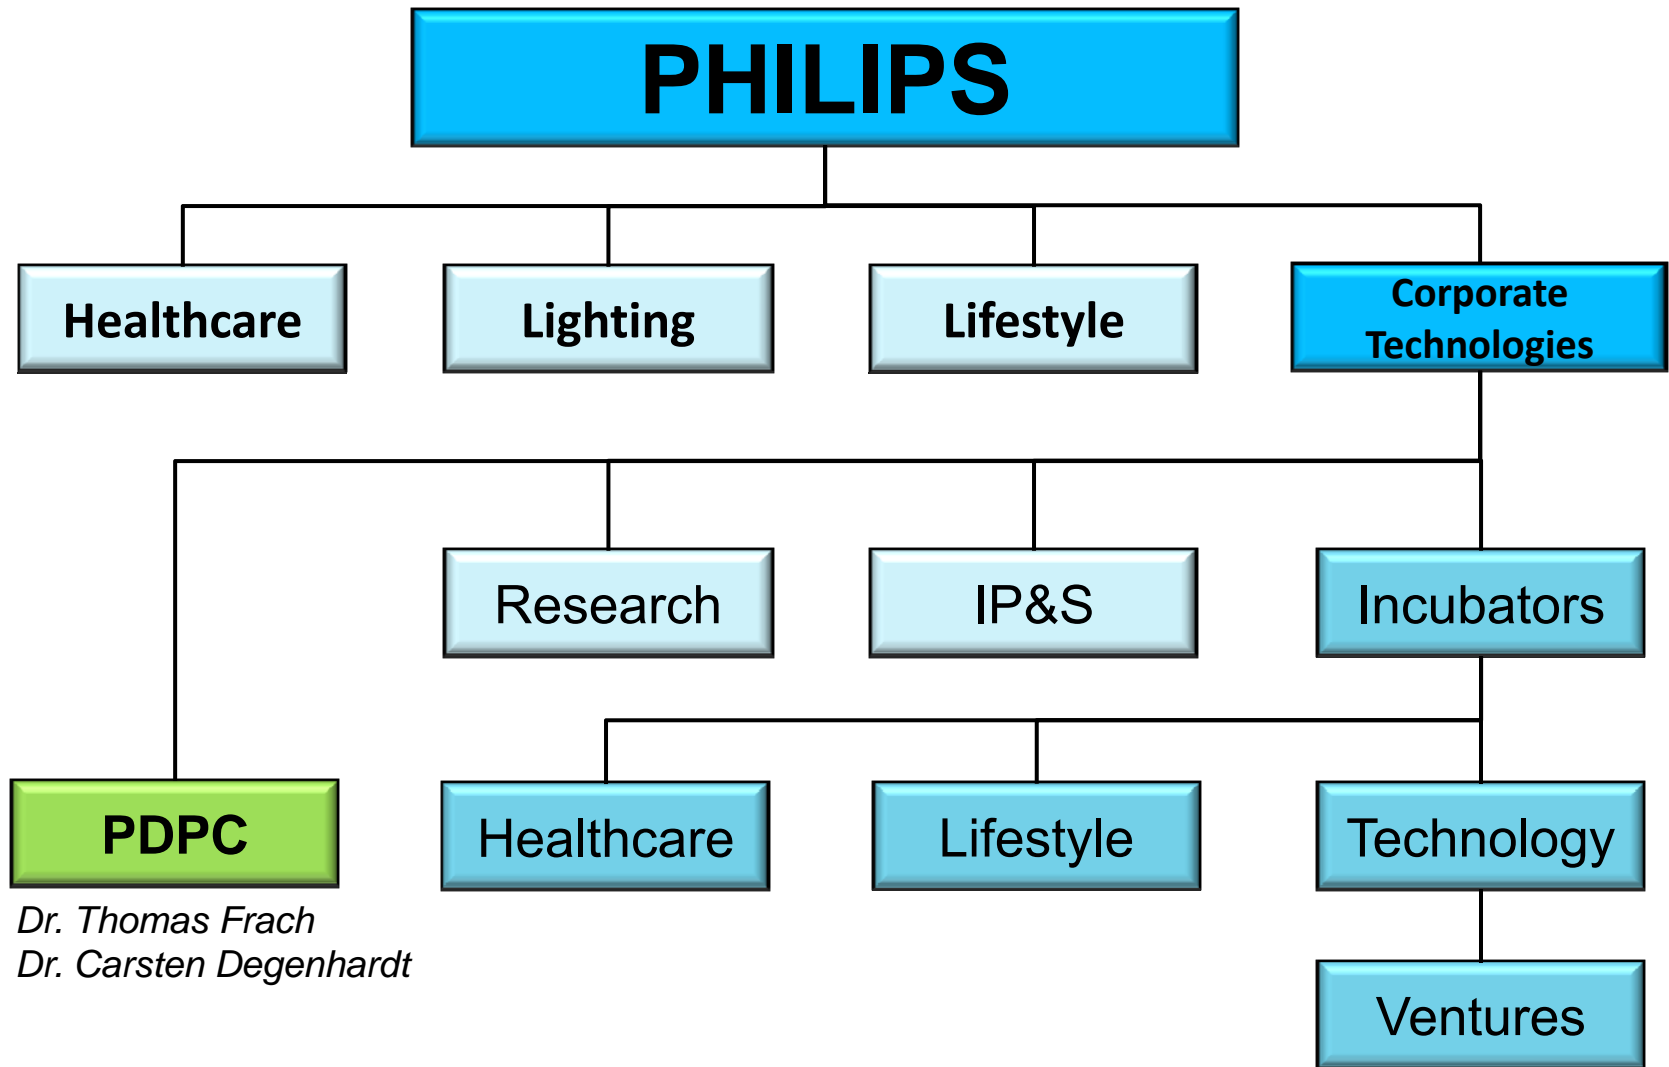 PHILIPS
Healthcare
Lighting
Lifestyle
Corporate
Technologies
Research
IP&S
Incubators
PDPC
Healthcare
Lifestyle
Technology
Dr. Thomas Frach
Dr. Carsten Degenhardt
Ventures